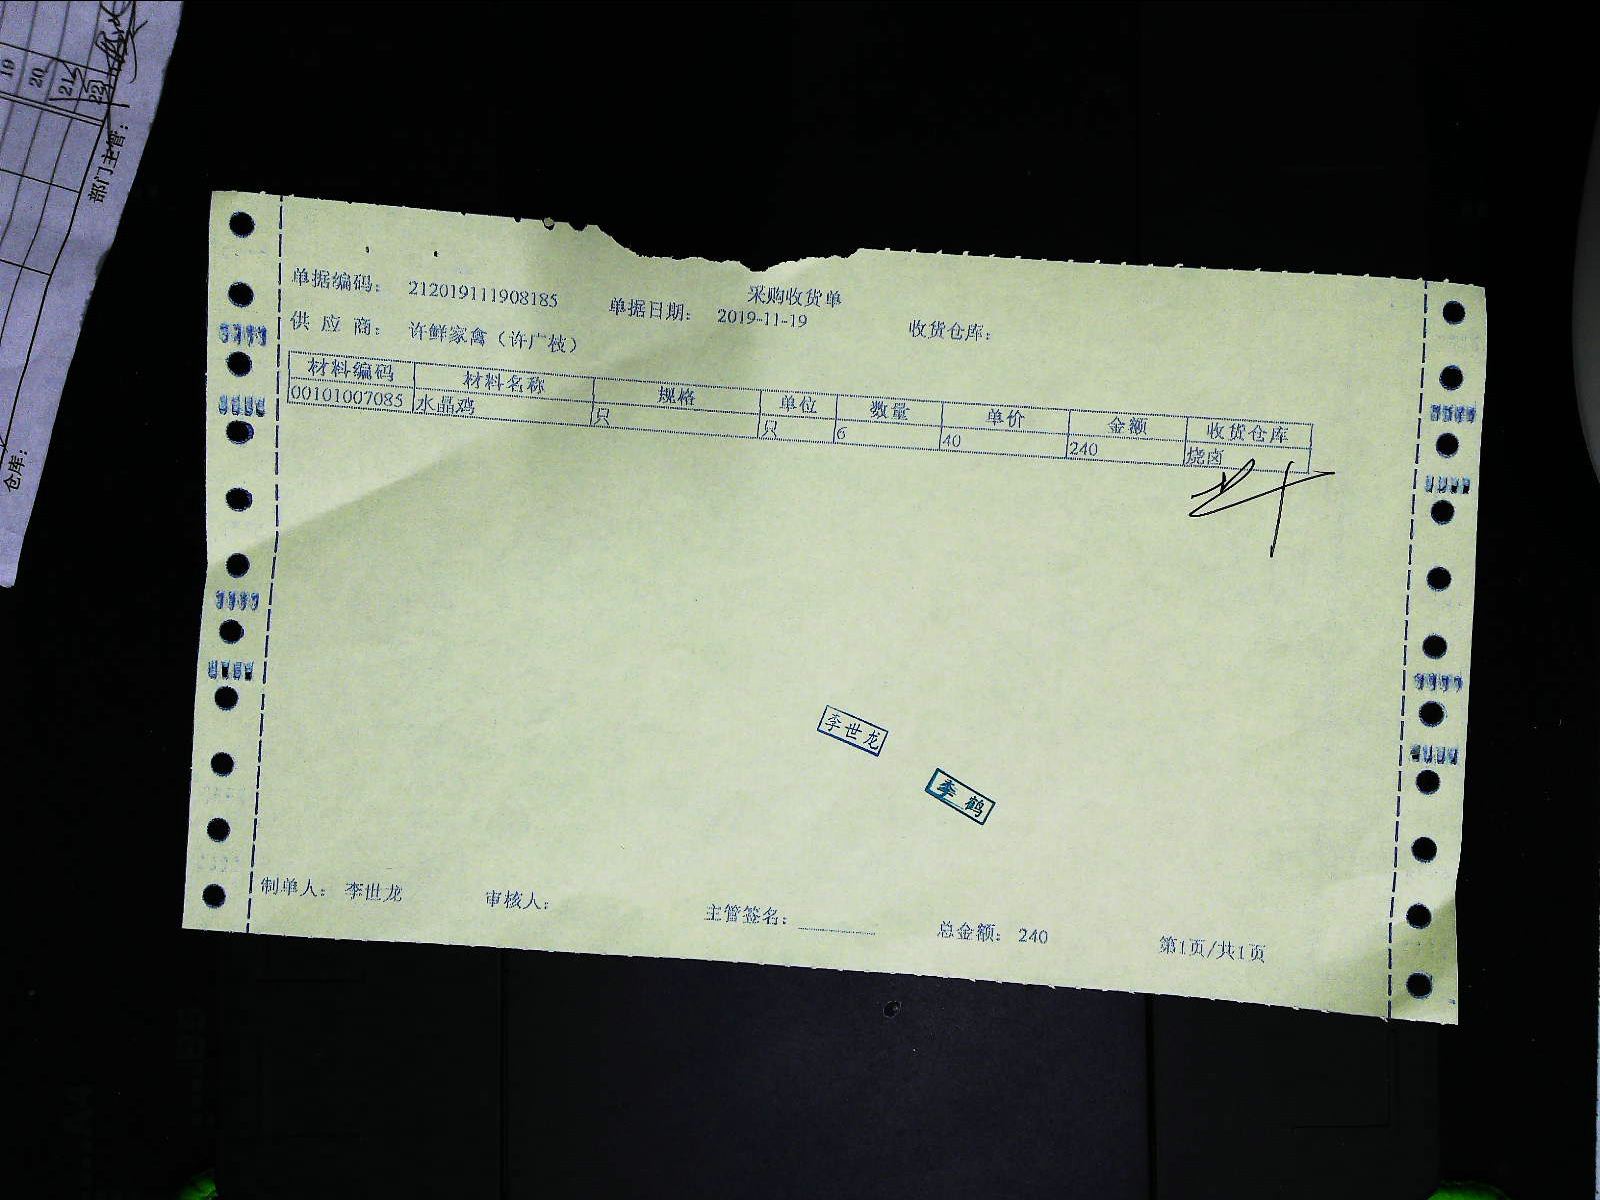 19
20
21
22
部门主管:
仓库:
采购收货单
单据编码: 212019111908185 单据日期: 2019-11-19 收货仓库:
供 应 商: 许鲜家禽（许广枝）
材料编码 材料名称 规格 单位 数量 单价 金额 收货仓库
00101007085 水晶鸡 只 只 6 40 240 烧卤
李世龙
李鹤
制单人: 李世龙 审核人: 主管签名: 总金额: 240 第1页/共1页